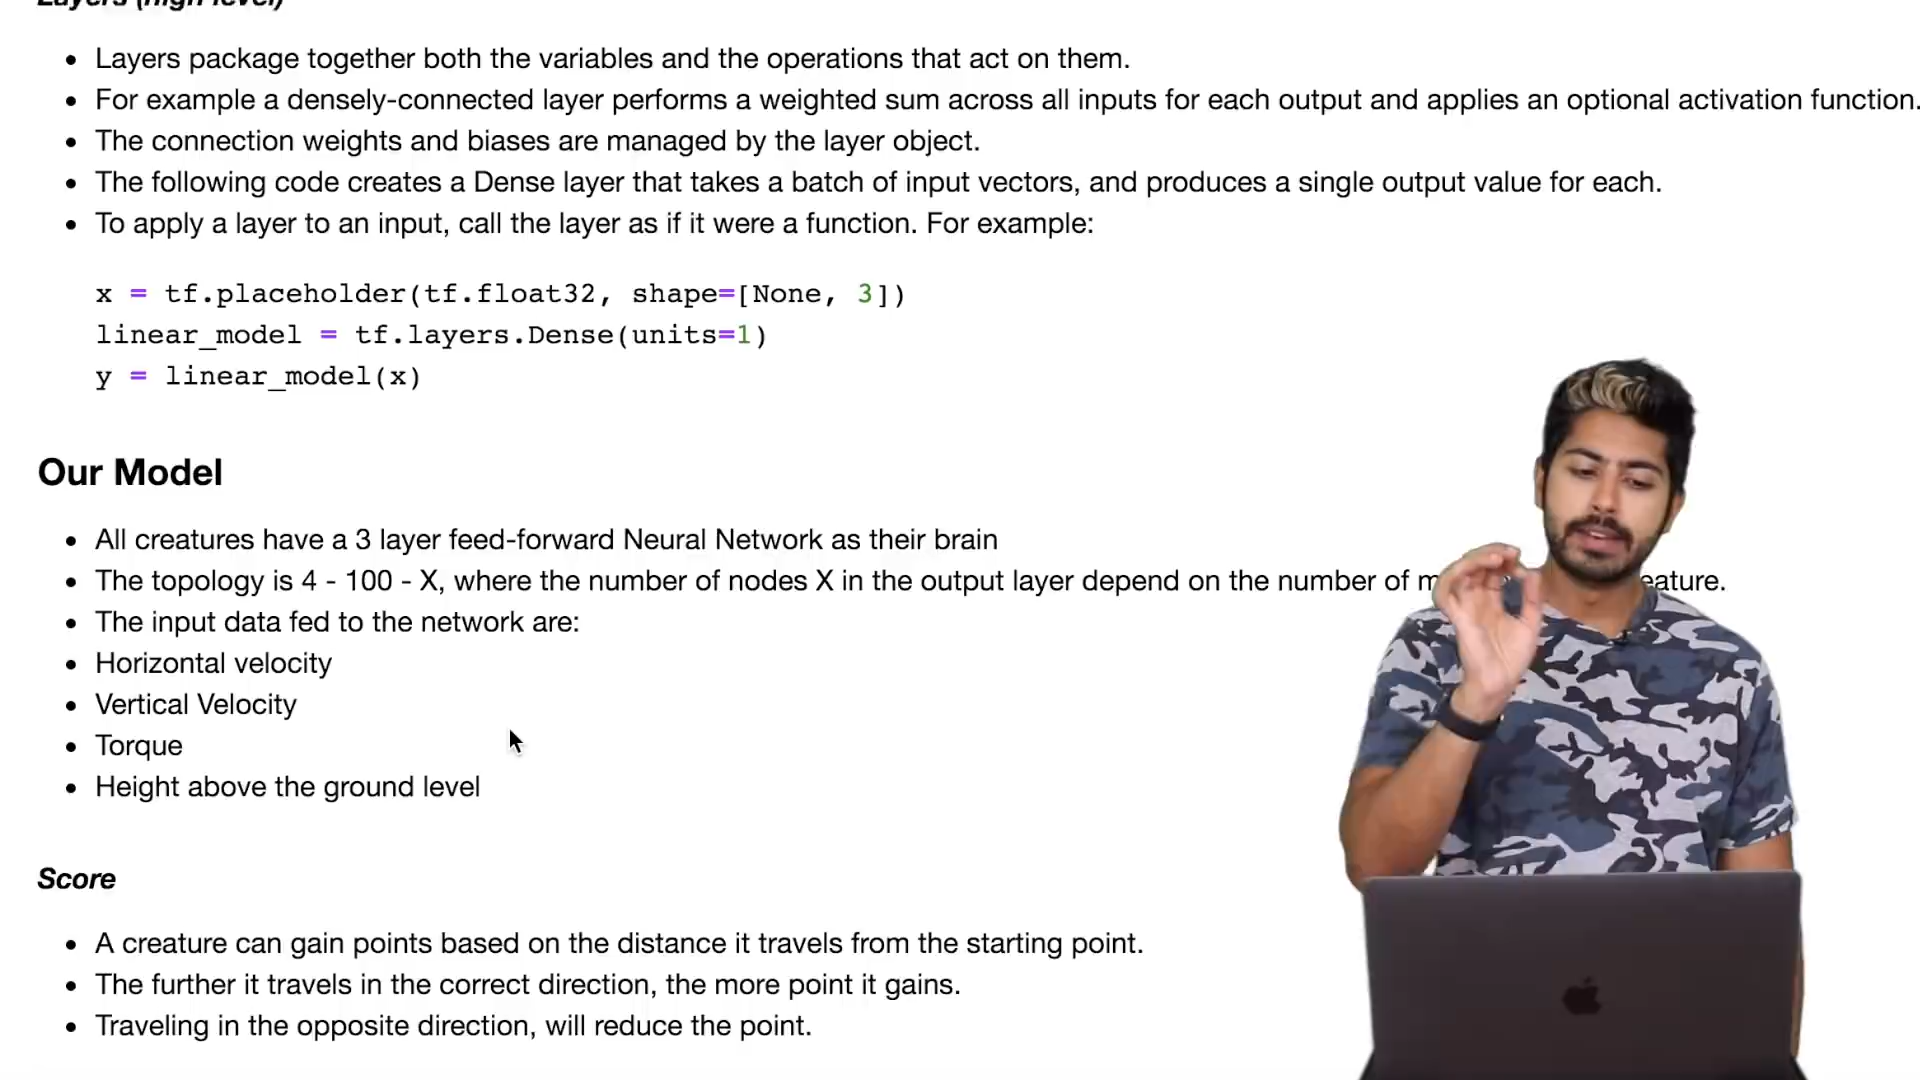 Layers (high level)
Layers package together both the variables and the operations that act on them.
For example a densely-connected layer performs a weighted sum across all inputs for each output and applies an optional activation function.
The connection weights and biases are managed by the layer object.
The following code creates a Dense layer that takes a batch of input vectors, and produces a single output value for each.
To apply a layer to an input, call the layer as if it were a function. For example:
x = tf.placeholder(tf.float32, shape=[None, 3])
linear_model = tf.layers.Dense(units=1)
y = linear_model(x)
Our Model
All creatures have a 3 layer feed-forward Neural Network as their brain
The topology is 4 - 100 - X, where the number of nodes X in the output layer depend on the number of
The input data fed to the network are:
Horizontal velocity
Vertical Velocity
Torque
Height above the ground level
Score
A creature can gain points based on the distance it travels from the starting point.
The further it travels in the correct direction, the more point it gains.
Traveling in the opposite direction, will reduce the point.